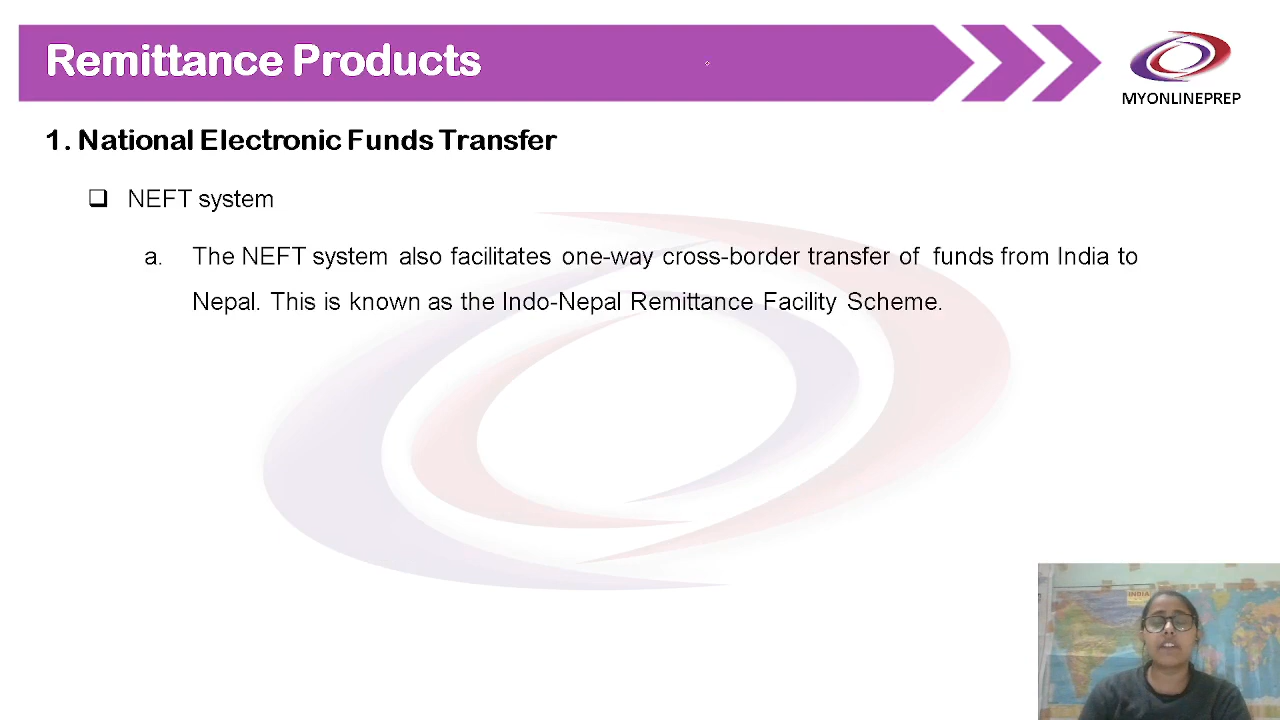 Remittance Products
MYONLINEPREP
1. National Electronic Funds Transfer
❑ NEFT system
a. The NEFT system also facilitates one-way cross-border transfer of funds from India to
Nepal. This is known as the Indo-Nepal Remittance Facility Scheme.
INDIA